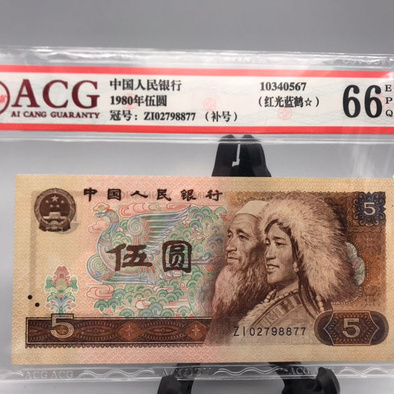 ACG
AI CANG GUARANTY
中国人民银行
1980年伍圆
冠号：ZI02798877 （补号）
10340567
（红光蓝鹤☆）
66
EPQ
中国人民银行
伍圆
5
5
5
ZI02798877
ACG ACG